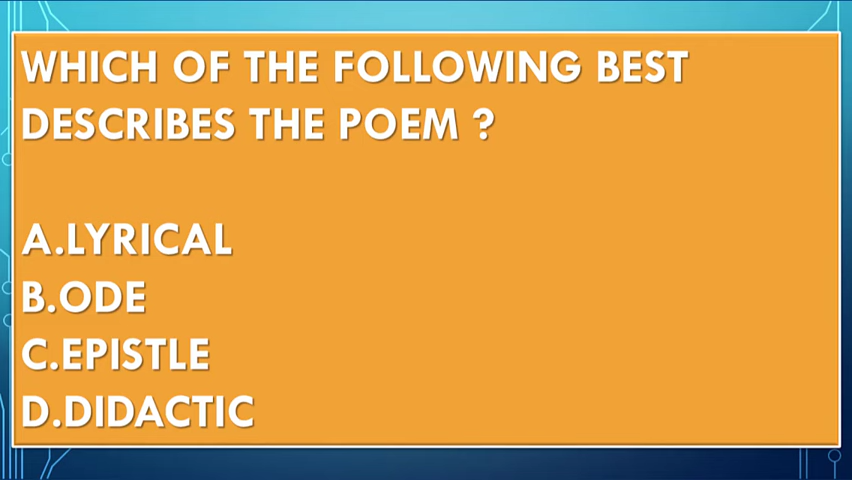 WHICH OF THE FOLLOWING BEST
DESCRIBES THE POEM ?
A.LYRICAL
B.ODE
C.EPISTLE
D.DIDACTIC